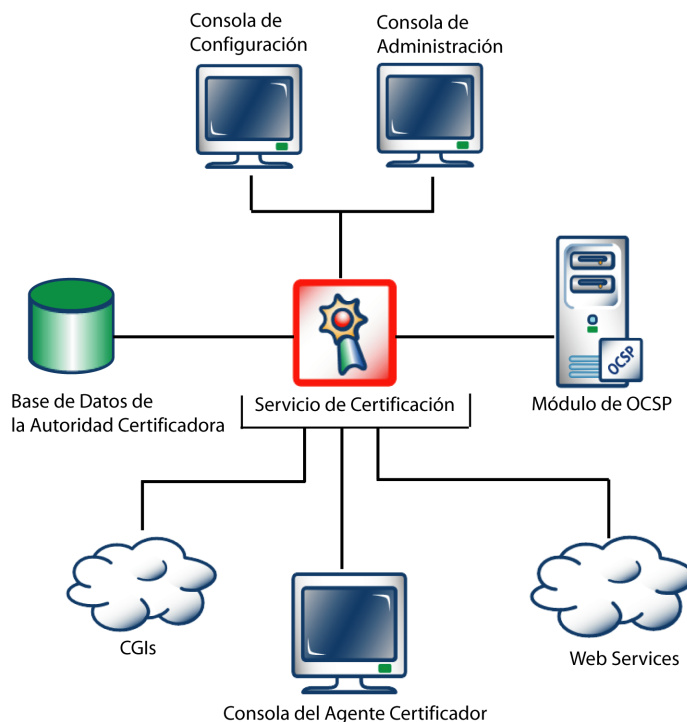 Consola de
Configuración
Consola de
Administración
OCSP
Base de Datos de
la Autoridad Certificadora
Servicio de Certificación
Módulo de OCSP
CGIs
Web Services
Consola del Agente Certificador